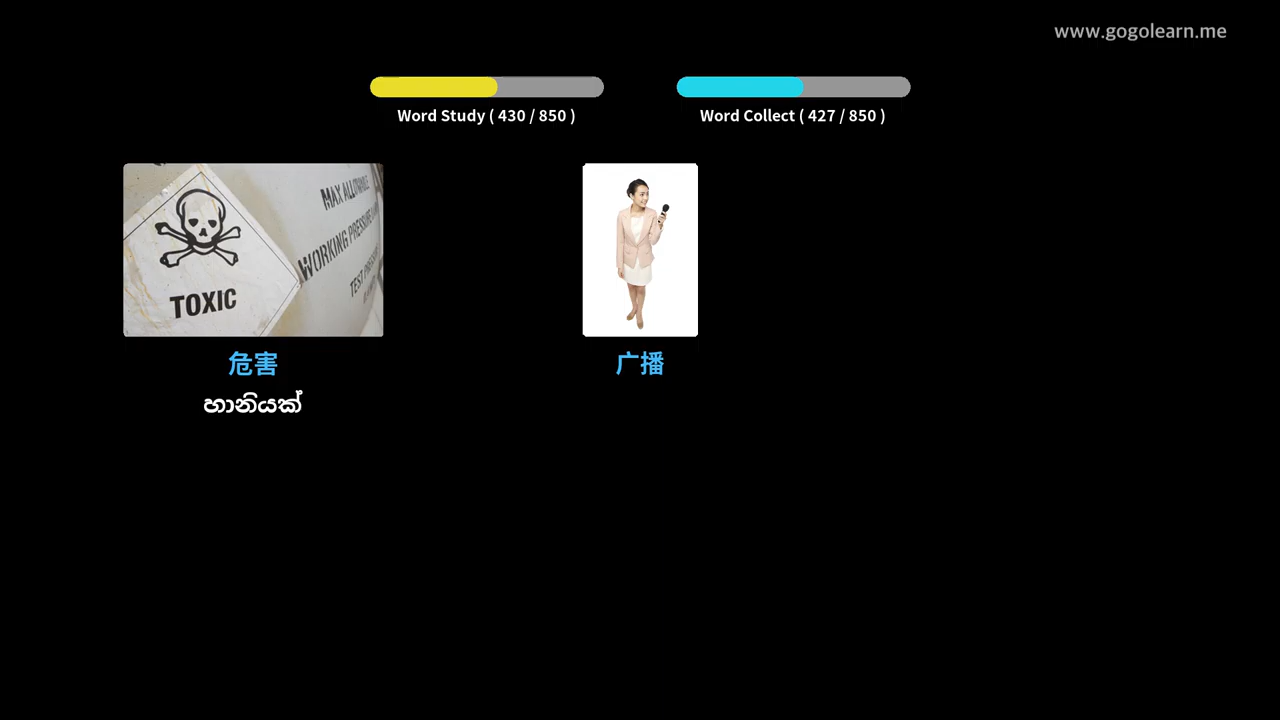 www.gogolearn.me
Word Study ( 430 / 850 )
Word Collect ( 427 / 850 )
MAX ALLOWABLE
WORKING PRESSURE
TEST PRES
TOXIC
危害
广播
හානියක්